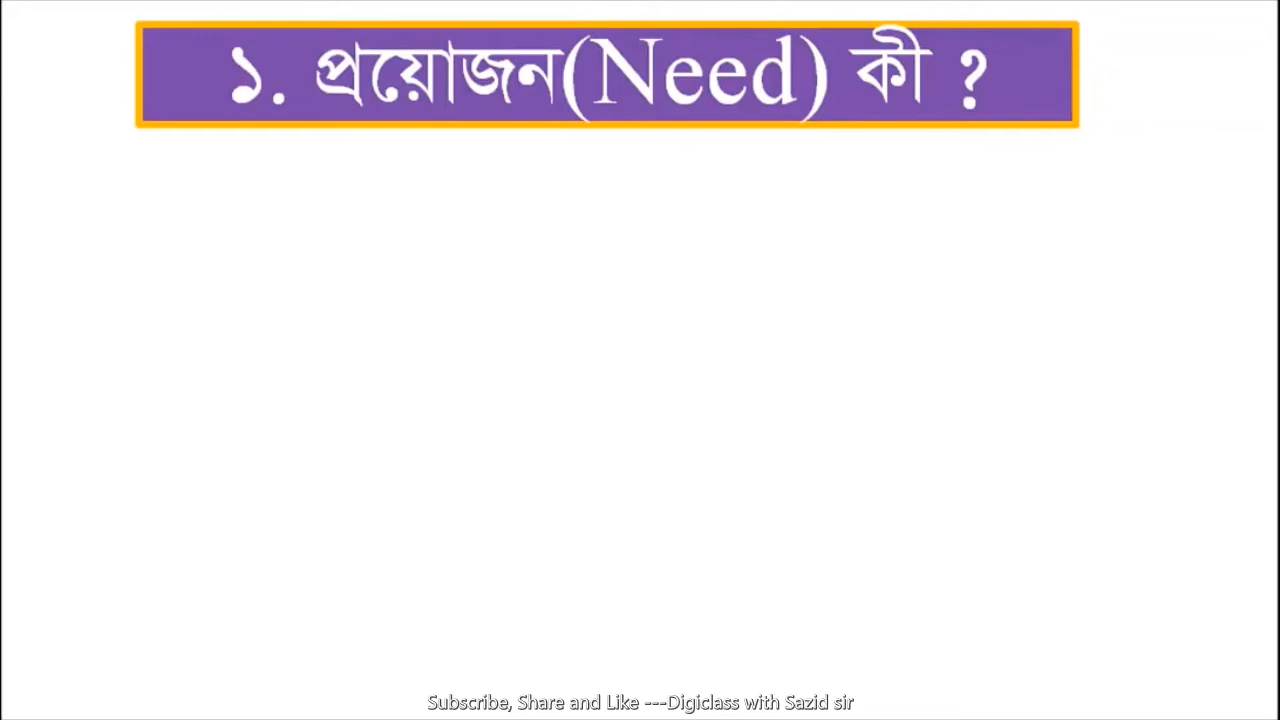 ১. প্রয়োজন(Need) কী ?
Subscribe, Share and Like ---Digiclass with Sazid sir